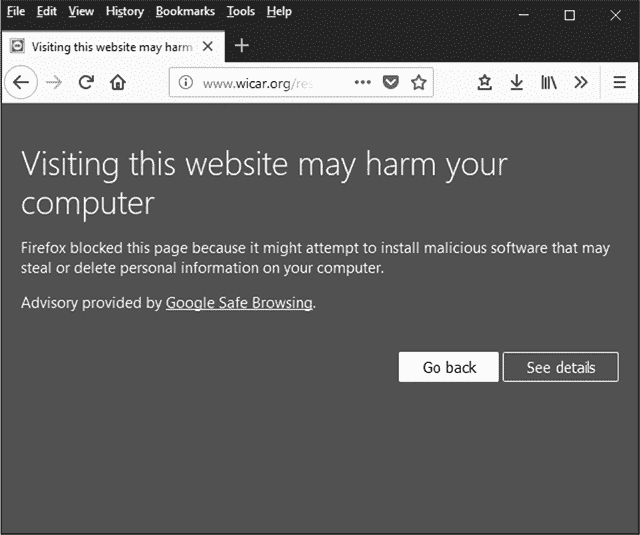 File Edit View History Bookmarks Tools Help
Visiting this website may harm
www.wicar.org/res
Visiting this website may harm your
computer
Firefox blocked this page because it might attempt to install malicious software that may
steal or delete personal information on your computer.
Advisory provided by Google Safe Browsing.
Go back See details